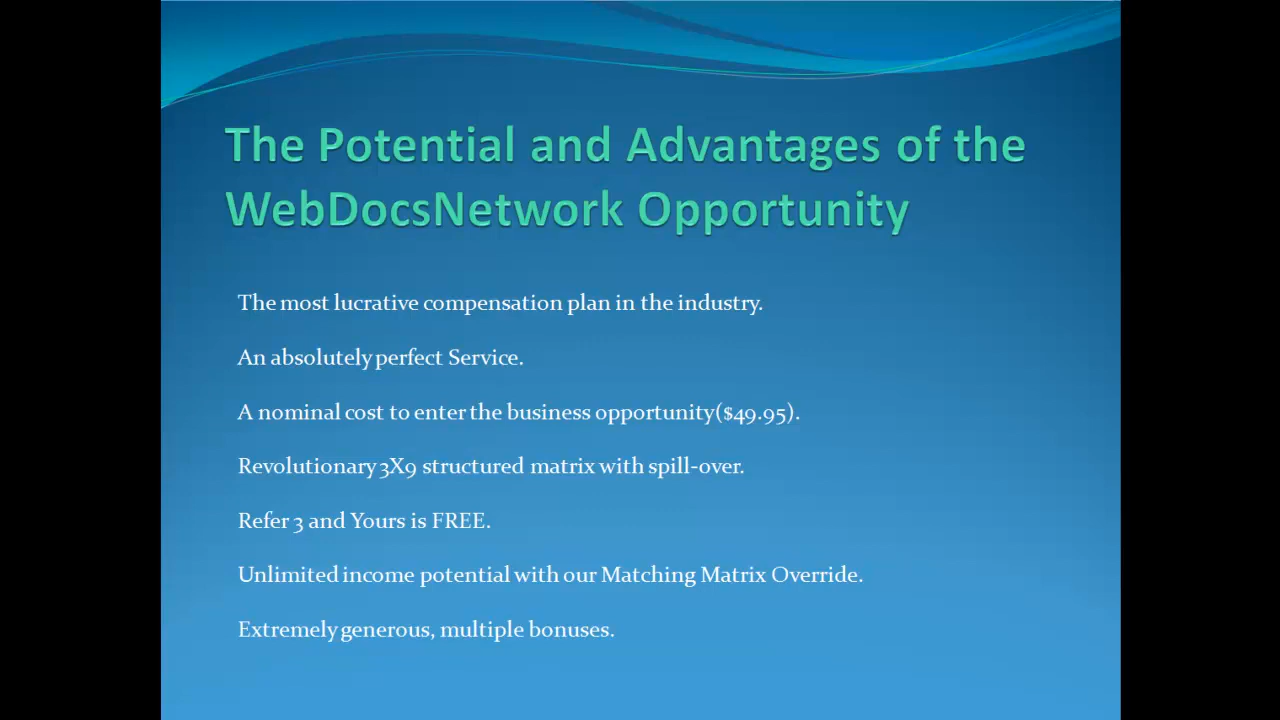 The Potential and Advantages of the
WebDocsNetwork Opportunity
The most lucrative compensation plan in the industry.
An absolutely perfect Service.
A nominal cost to enter the business opportunity($49.95).
Revolutionary 3X9 structured matrix with spill-over.
Refer 3 and Yours is FREE.
Unlimited income potential with our Matching Matrix Override.
Extremely generous, multiple bonuses.